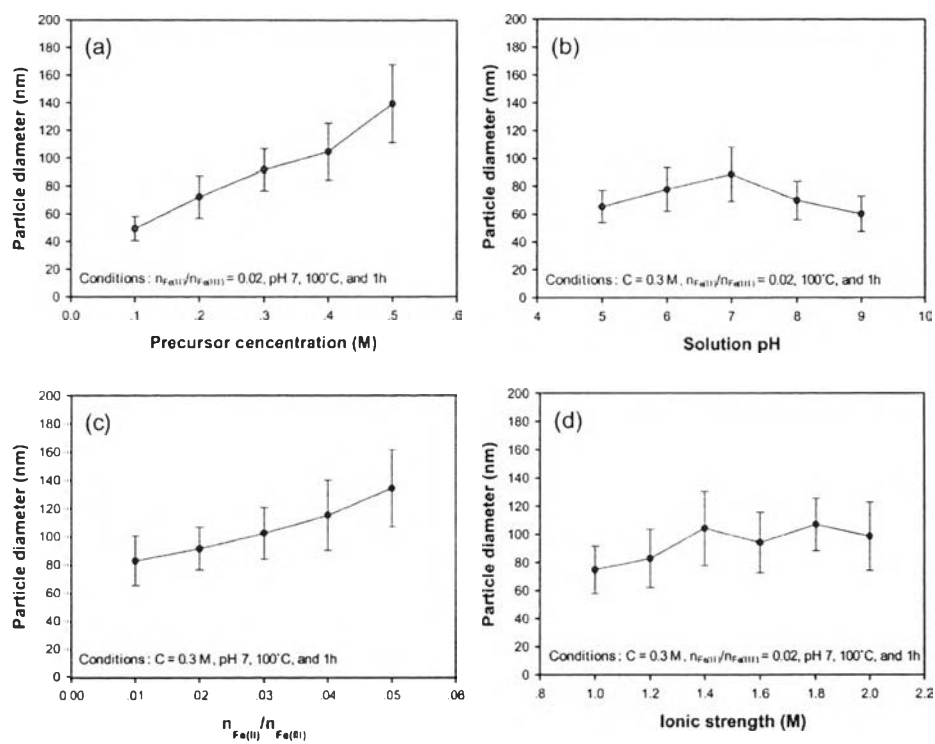 (a)
Particle diameter (nm)
200
180
160
140
120
100
80
60
40
20
0
Conditions : nFe(II)/nFe(III) = 0.02, pH 7, 100°C, and 1h
0.0 .1 .2 .3 .4 .5 .6
Precursor cencentration (M)
(b)
Particle diameter (nm)
200
180
160
140
120
100
80
60
40
20
0
Conditions : C = 0.3 M, nFe(II)/nFe(III) = 0.02, 100°C, and 1h
4 5 6 7 8 9 10
Solution pH
(c)
Particle diameter (nm)
200
180
160
140
120
100
80
60
40
20
0
Conditions : C = 0.3 M, pH 7, 100°C, and 1h
0.00 .01 .02 .03 .04 .05 .06
nFe(II)/nFe(III)
(d)
Particle diameter (nm)
200
180
160
140
120
100
80
60
40
20
0
Conditions : C = 0.3 M, nFe(II)/nFe(III) = 0.02, pH 7, 100°C, and 1h
.8 1.0 1.2 1.4 1.6 1.8 2.0 2.2
Ionic strength (M)